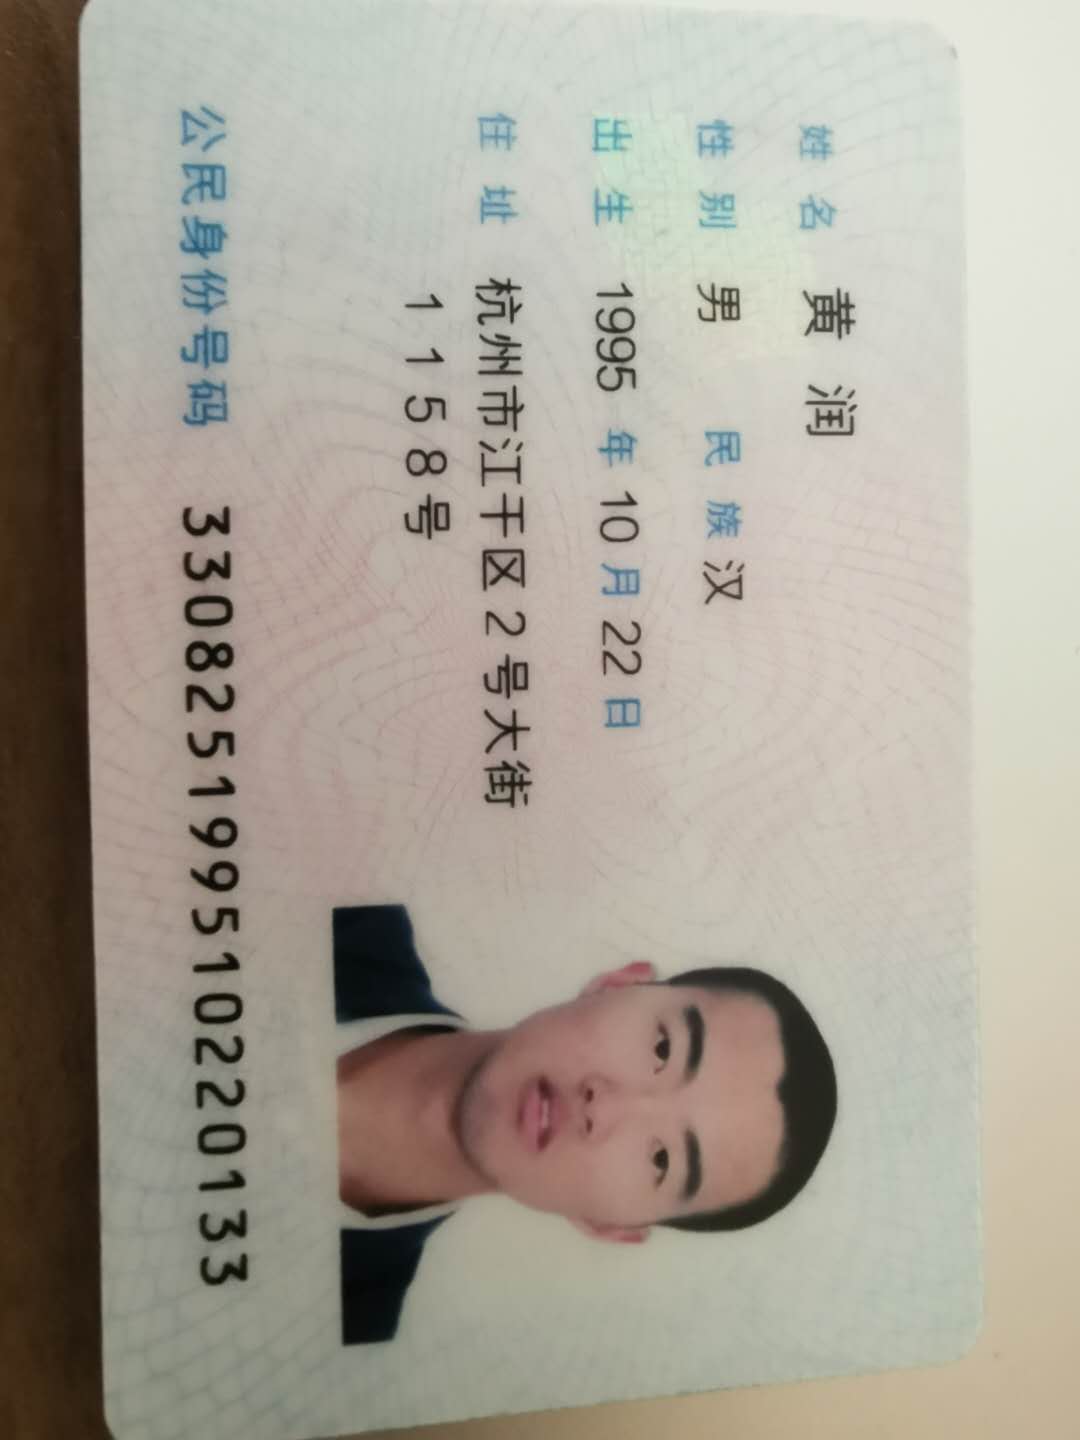 姓名 黄润
性别 男 民族 汉
出生 1995 年 10 月 22 日
住址 杭州市江干区2号大街
1158号
公民身份号码 330825199510220133